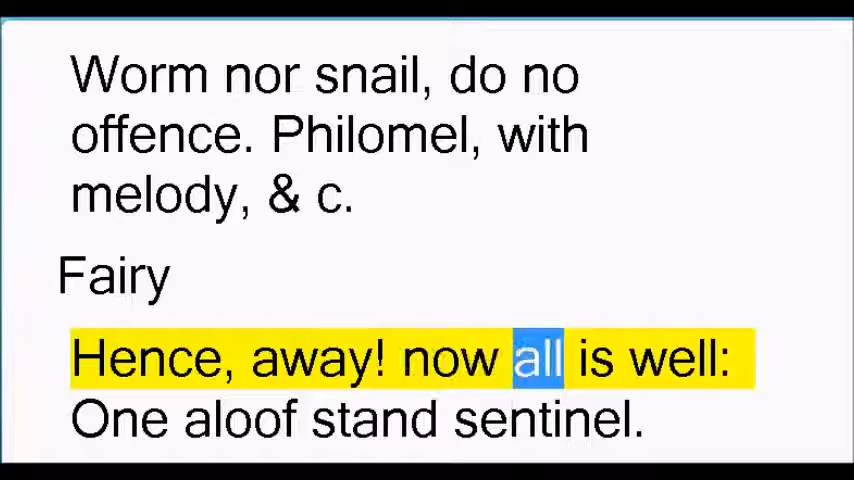 Worm nor snail, do no
offence. Philomel, with
melody, & c.
Fairy
Hence, away! now all is well:
One aloof stand sentinel.